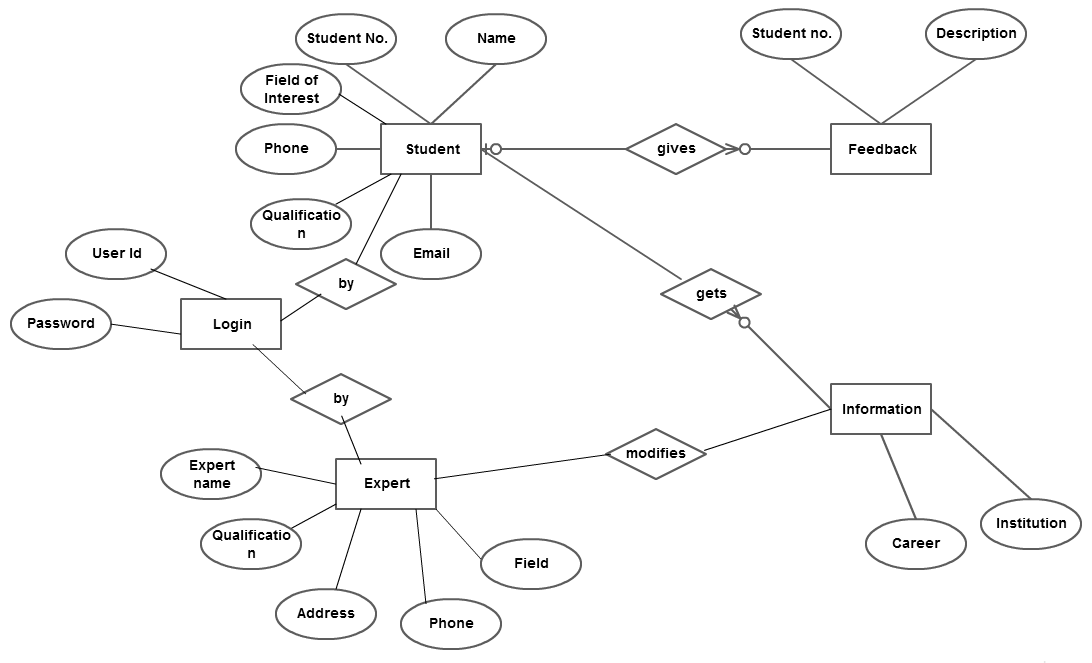 Student No.
Name
Student no.
Description
Field of
Interest
Phone
Student
gives
Feedback
Qualificatio
n
Email
User Id
by
gets
Password
Login
by
Information
modifies
Expert
name
Expert
Qualificatio
n
Institution
Career
Field
Address
Phone